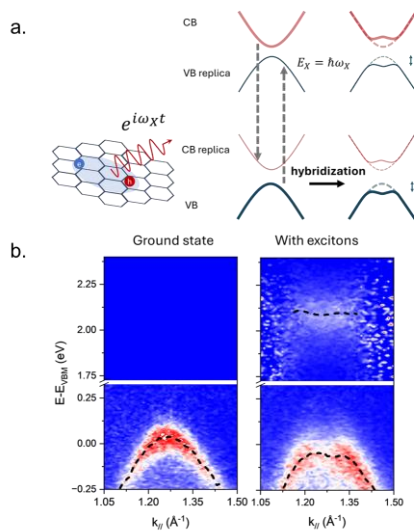 a.
CB
VB replica
E_X = ħω_X
e^{iω_X t}
e
h
CB replica
hybridization
VB
b.
Ground state
With excitons
E-E_VBM (eV)
2.25
2.00
1.75
0.00
-0.25
1.05 1.20 1.35 1.50
1.05 1.20 1.35 1.50
k_// (Å⁻¹)
k_// (Å⁻¹)